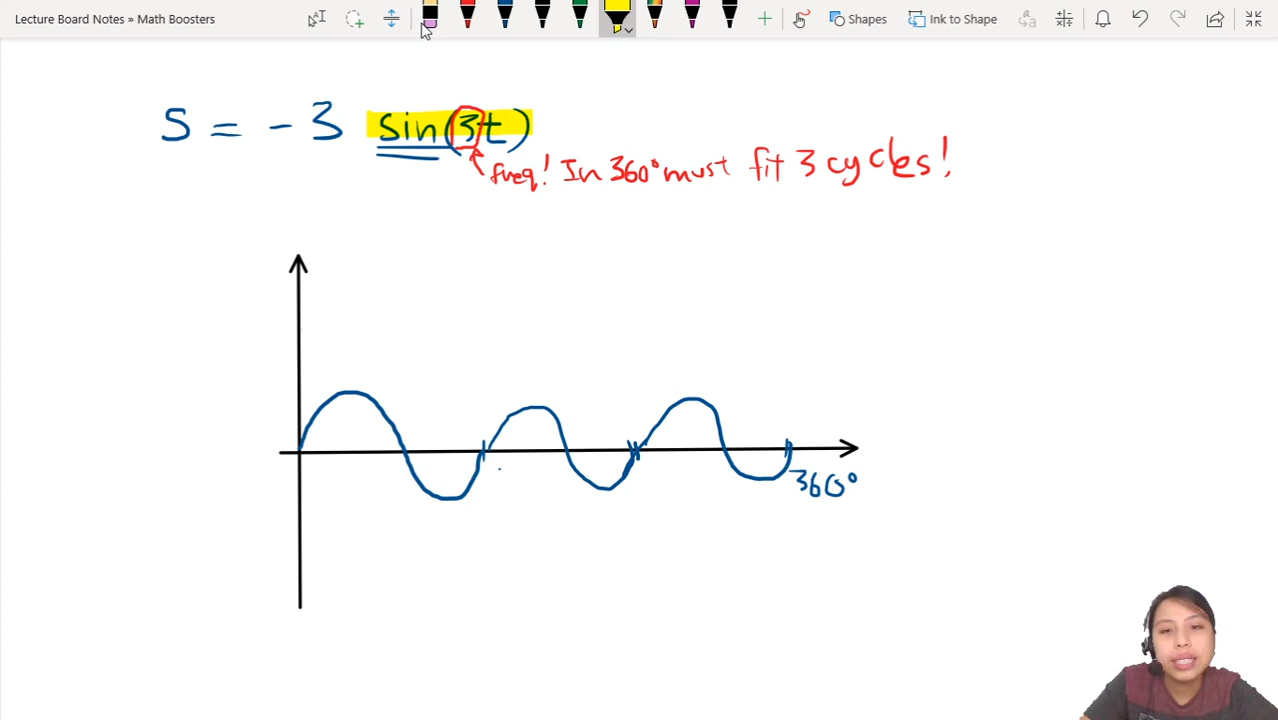 Lecture Board Notes » Math Boosters
Shapes
Ink to Shape
S = - 3 sin(3t)
freq! In 360° must fit 3 cycles!
360°